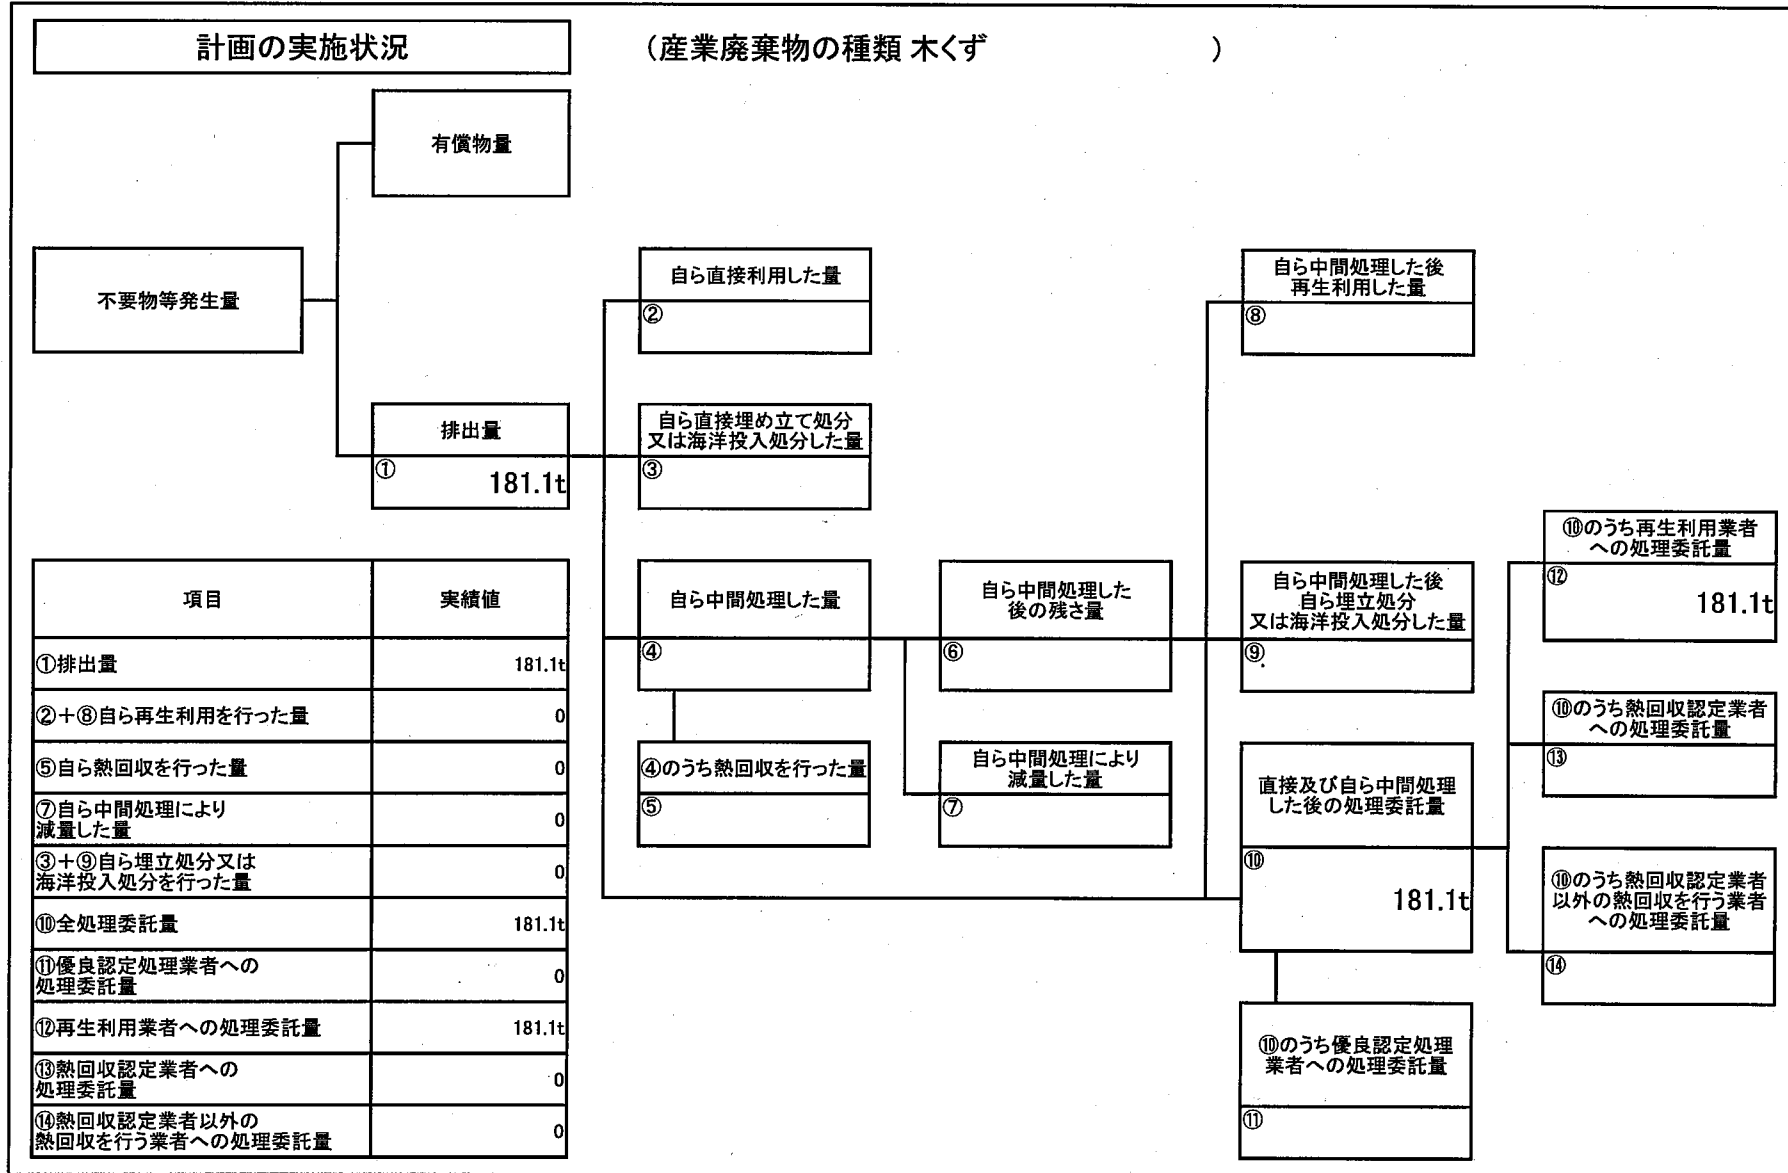 計画の実施状況
(産業廃棄物の種類 木くず )
有償物量
不要物等発生量
排出量
①
181.1t
自ら直接利用した量
②
自ら直接埋め立て処分
又は海洋投入処分した量
③
自ら中間処理した量
④
④のうち熱回収を行った量
⑤
自ら中間処理した
後の残さ量
⑥
自ら中間処理により
減量した量
⑦
自ら中間処理した後
再生利用した量
⑧
自ら中間処理した後
自ら埋立処分
又は海洋投入処分した量
⑨
直接及び自ら中間処理
した後の処理委託量
⑩
181.1t
⑩のうち優良認定処理
業者への処理委託量
⑪
⑩のうち再生利用業者
への処理委託量
⑫
181.1t
⑩のうち熱回収認定業者
への処理委託量
⑬
⑩のうち熱回収認定業者
以外の熱回収を行う業者
への処理委託量
⑭
項目 実績値
①排出量 181.1t
②+⑧自ら再生利用を行った量 0
⑤自ら熱回収を行った量 0
⑦自ら中間処理により
減量した量 0
③+⑨自ら埋立処分又は
海洋投入処分を行った量 0
⑩全処理委託量 181.1t
⑪優良認定処理業者への
処理委託量 0
⑫再生利用業者への処理委託量 181.1t
⑬熱回収認定業者への
処理委託量 0
⑭熱回収認定業者以外の
熱回収を行う業者への処理委託量 0